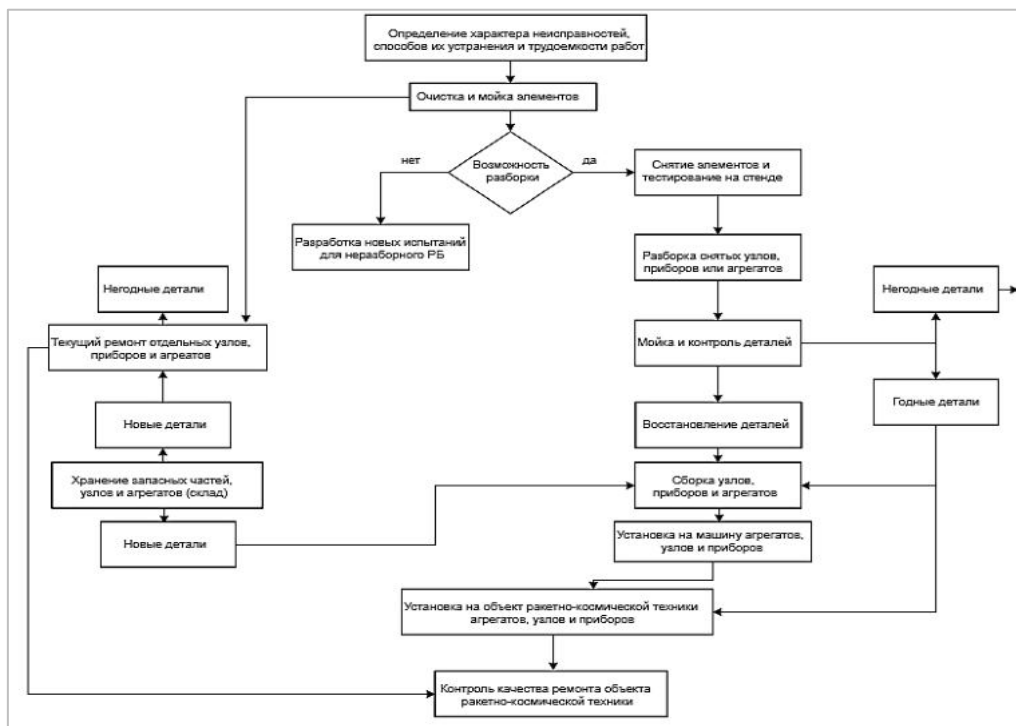 Определение характера неисправностей,
способов их устранения и трудоемкости работ
Очистка и мойка элементов
нет
Возможность
разборки
да
Снятие элементов и
тестирование на стенде
Разработка новых испытаний
для неразборного РБ
Разборка снятых узлов,
приборов или агрегатов
Негодные детали
Негодные детали
Текущий ремонт отдельных узлов,
приборов и агреатов
Мойка и контроль деталей
Годные детали
Новые детали
Восстановление деталей
Хранение запасных частей,
узлов и агрегатов (склад)
Сборка узлов,
приборов и агрегатов
Новые детали
Установка на машину агрегатов,
узлов и приборов
Установка на объект ракетно-космической техники
агрегатов, узлов и приборов
Контроль качества ремонта объекта
ракетно-космической техники